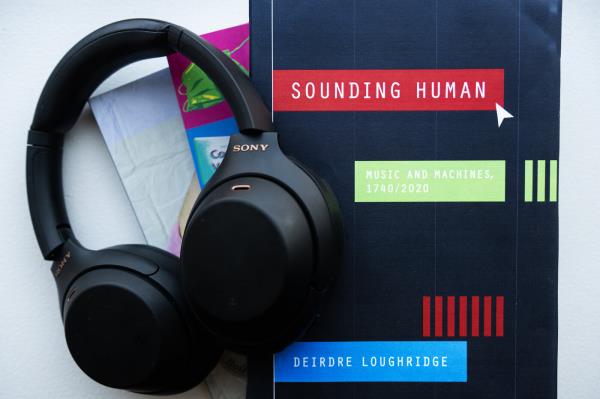 SONY
SONY
SOUNDING HUMAN
MUSIC AND MACHINES,
1740/2020
DEIRDRE LOUGHRIDGE